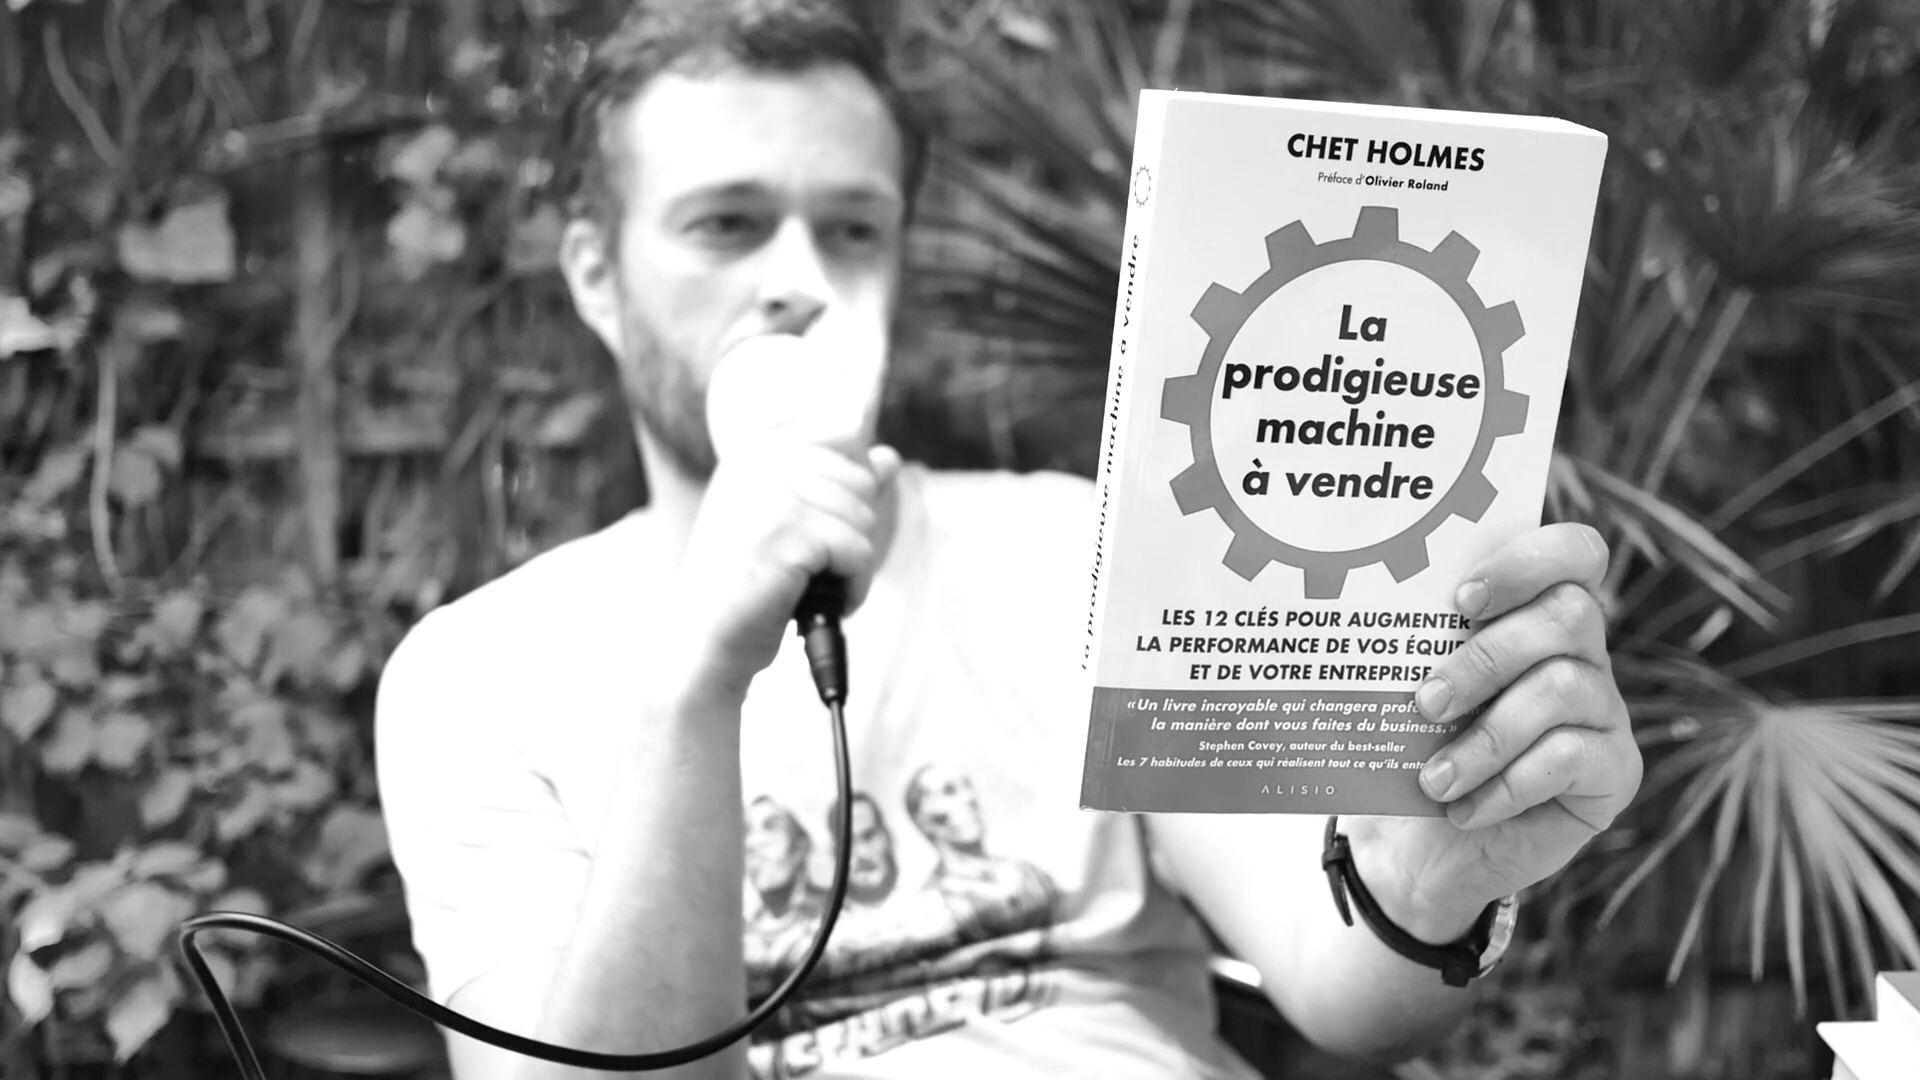 CHET HOLMES
Préface d'Olivier Roland
La
prodigieuse
machine
à vendre
LES 12 CLÉS POUR AUGMENTER
LA PERFORMANCE DE VOS
ET DE VOTRE ENTREPRISE
«Un livre incroyable qui changera
la manière dont vous faites du business.»
Stephen Covey, auteur du best-seller
Les 7 habitudes de ceux qui réalisent tout ce qu'ils
ALISIO
La prodigieuse machine à vendre